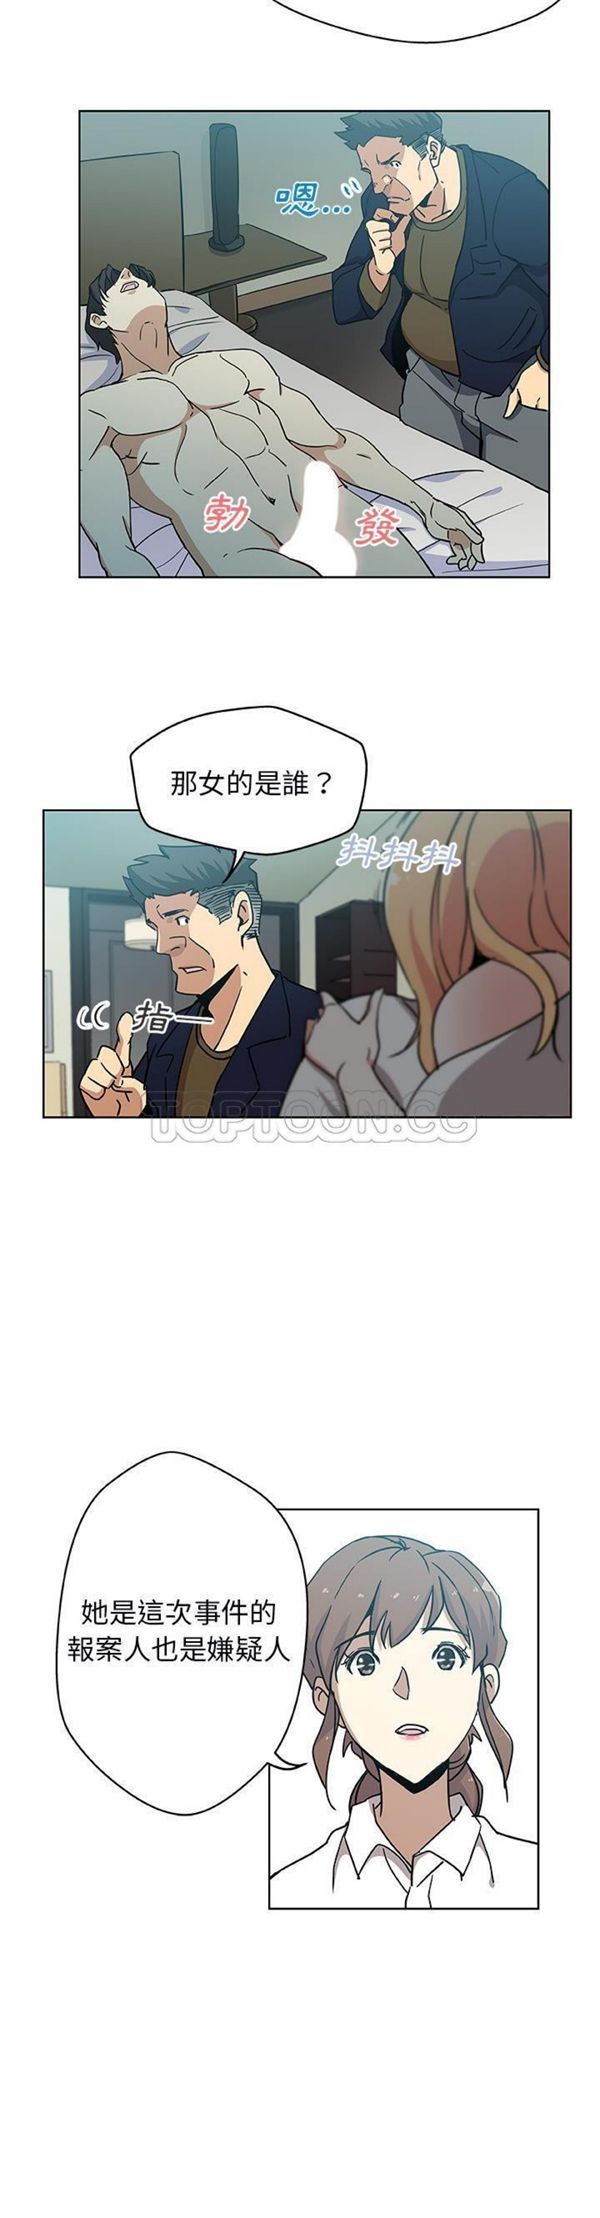 嗯...
勃 發
那女的是誰？
抖抖抖
指一
TOPTOON.CC
她是這次事件的
報案人也是嫌疑人